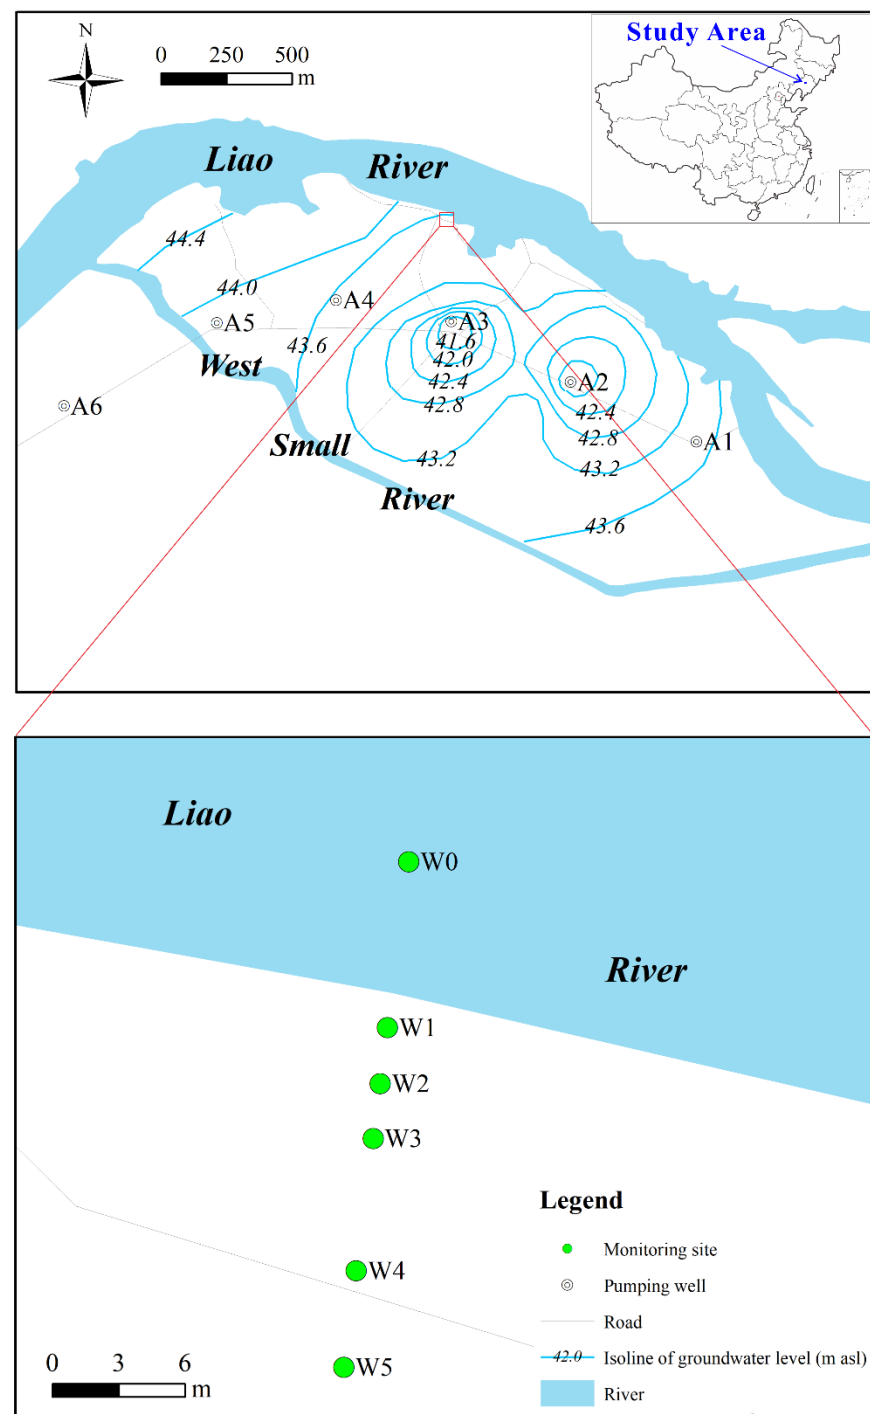 N
0 250 500
m
Study Area
Liao
River
44.4
44.0
43.6
A4
A5
A3
41.6
42.0
42.4
42.8
43.2
A2
42.4
42.8
43.2
A1
43.6
A6
West
Small
River
Liao
River
W0
W1
W2
W3
W4
W5
0 3 6
m
Legend
Monitoring site
Pumping well
Road
42.0 Isoline of groundwater level (m asl)
River